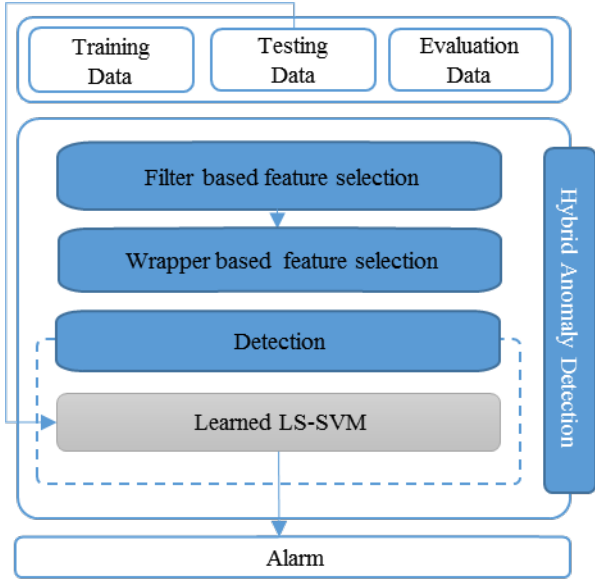 Training
Data
Testing
Data
Evaluation
Data
Filter based feature selection
Wrapper based feature selection
Detection
Learned LS-SVM
Hybrid Anomaly Detection
Alarm